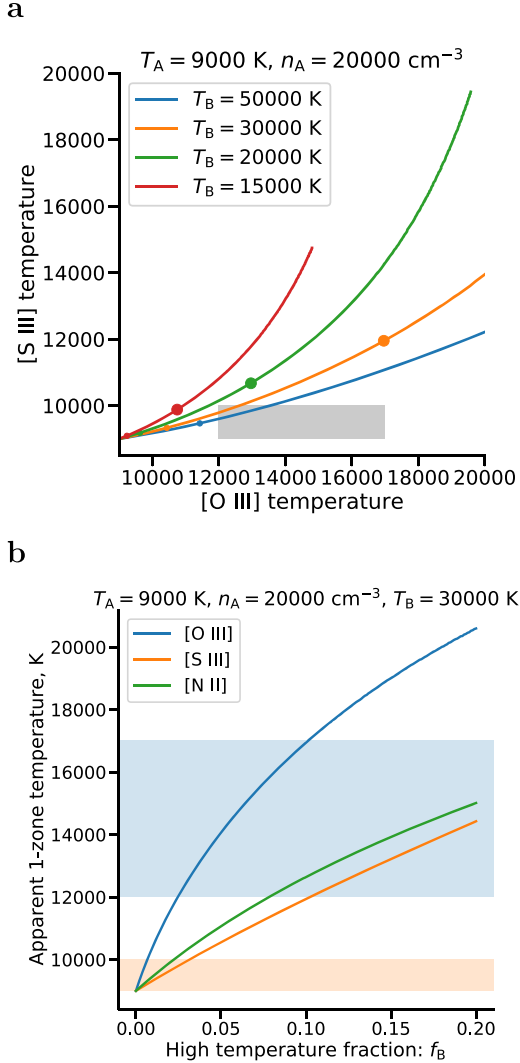 a
T_A = 9000 K, n_A = 20000 cm⁻³
[S III] temperature
20000
18000
16000
14000
12000
10000
T_B = 50000 K
T_B = 30000 K
T_B = 20000 K
T_B = 15000 K
10000 12000 14000 16000 18000 20000
[O III] temperature
b
T_A = 9000 K, n_A = 20000 cm⁻³, T_B = 30000 K
Apparent 1-zone temperature, K
20000
18000
16000
14000
12000
10000
[O III]
[S III]
[N II]
0.00 0.05 0.10 0.15 0.20
High temperature fraction: f_B